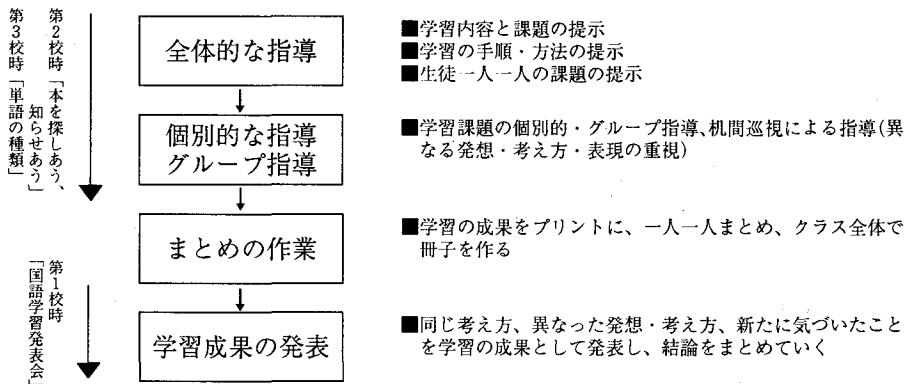 第2校時「本を探しあう、
知らせあう」
第3校時「単語の種類」
全体的な指導
■学習内容と課題の提示
■学習の手順・方法の提示
■生徒一人一人の課題の提示
個別的な指導
グループ指導
■学習課題の個別的・グループ指導、机間巡視による指導(異
なる発想・考え方・表現の重視)
まとめの作業
■学習の成果をプリントに、一人一人まとめ、クラス全体で
冊子を作る
第1校時
「国語学習発表会」
学習成果の発表
■同じ考え方、異なった発想・考え方、新たに気づいたこと
を学習の成果として発表し、結論をまとめていく